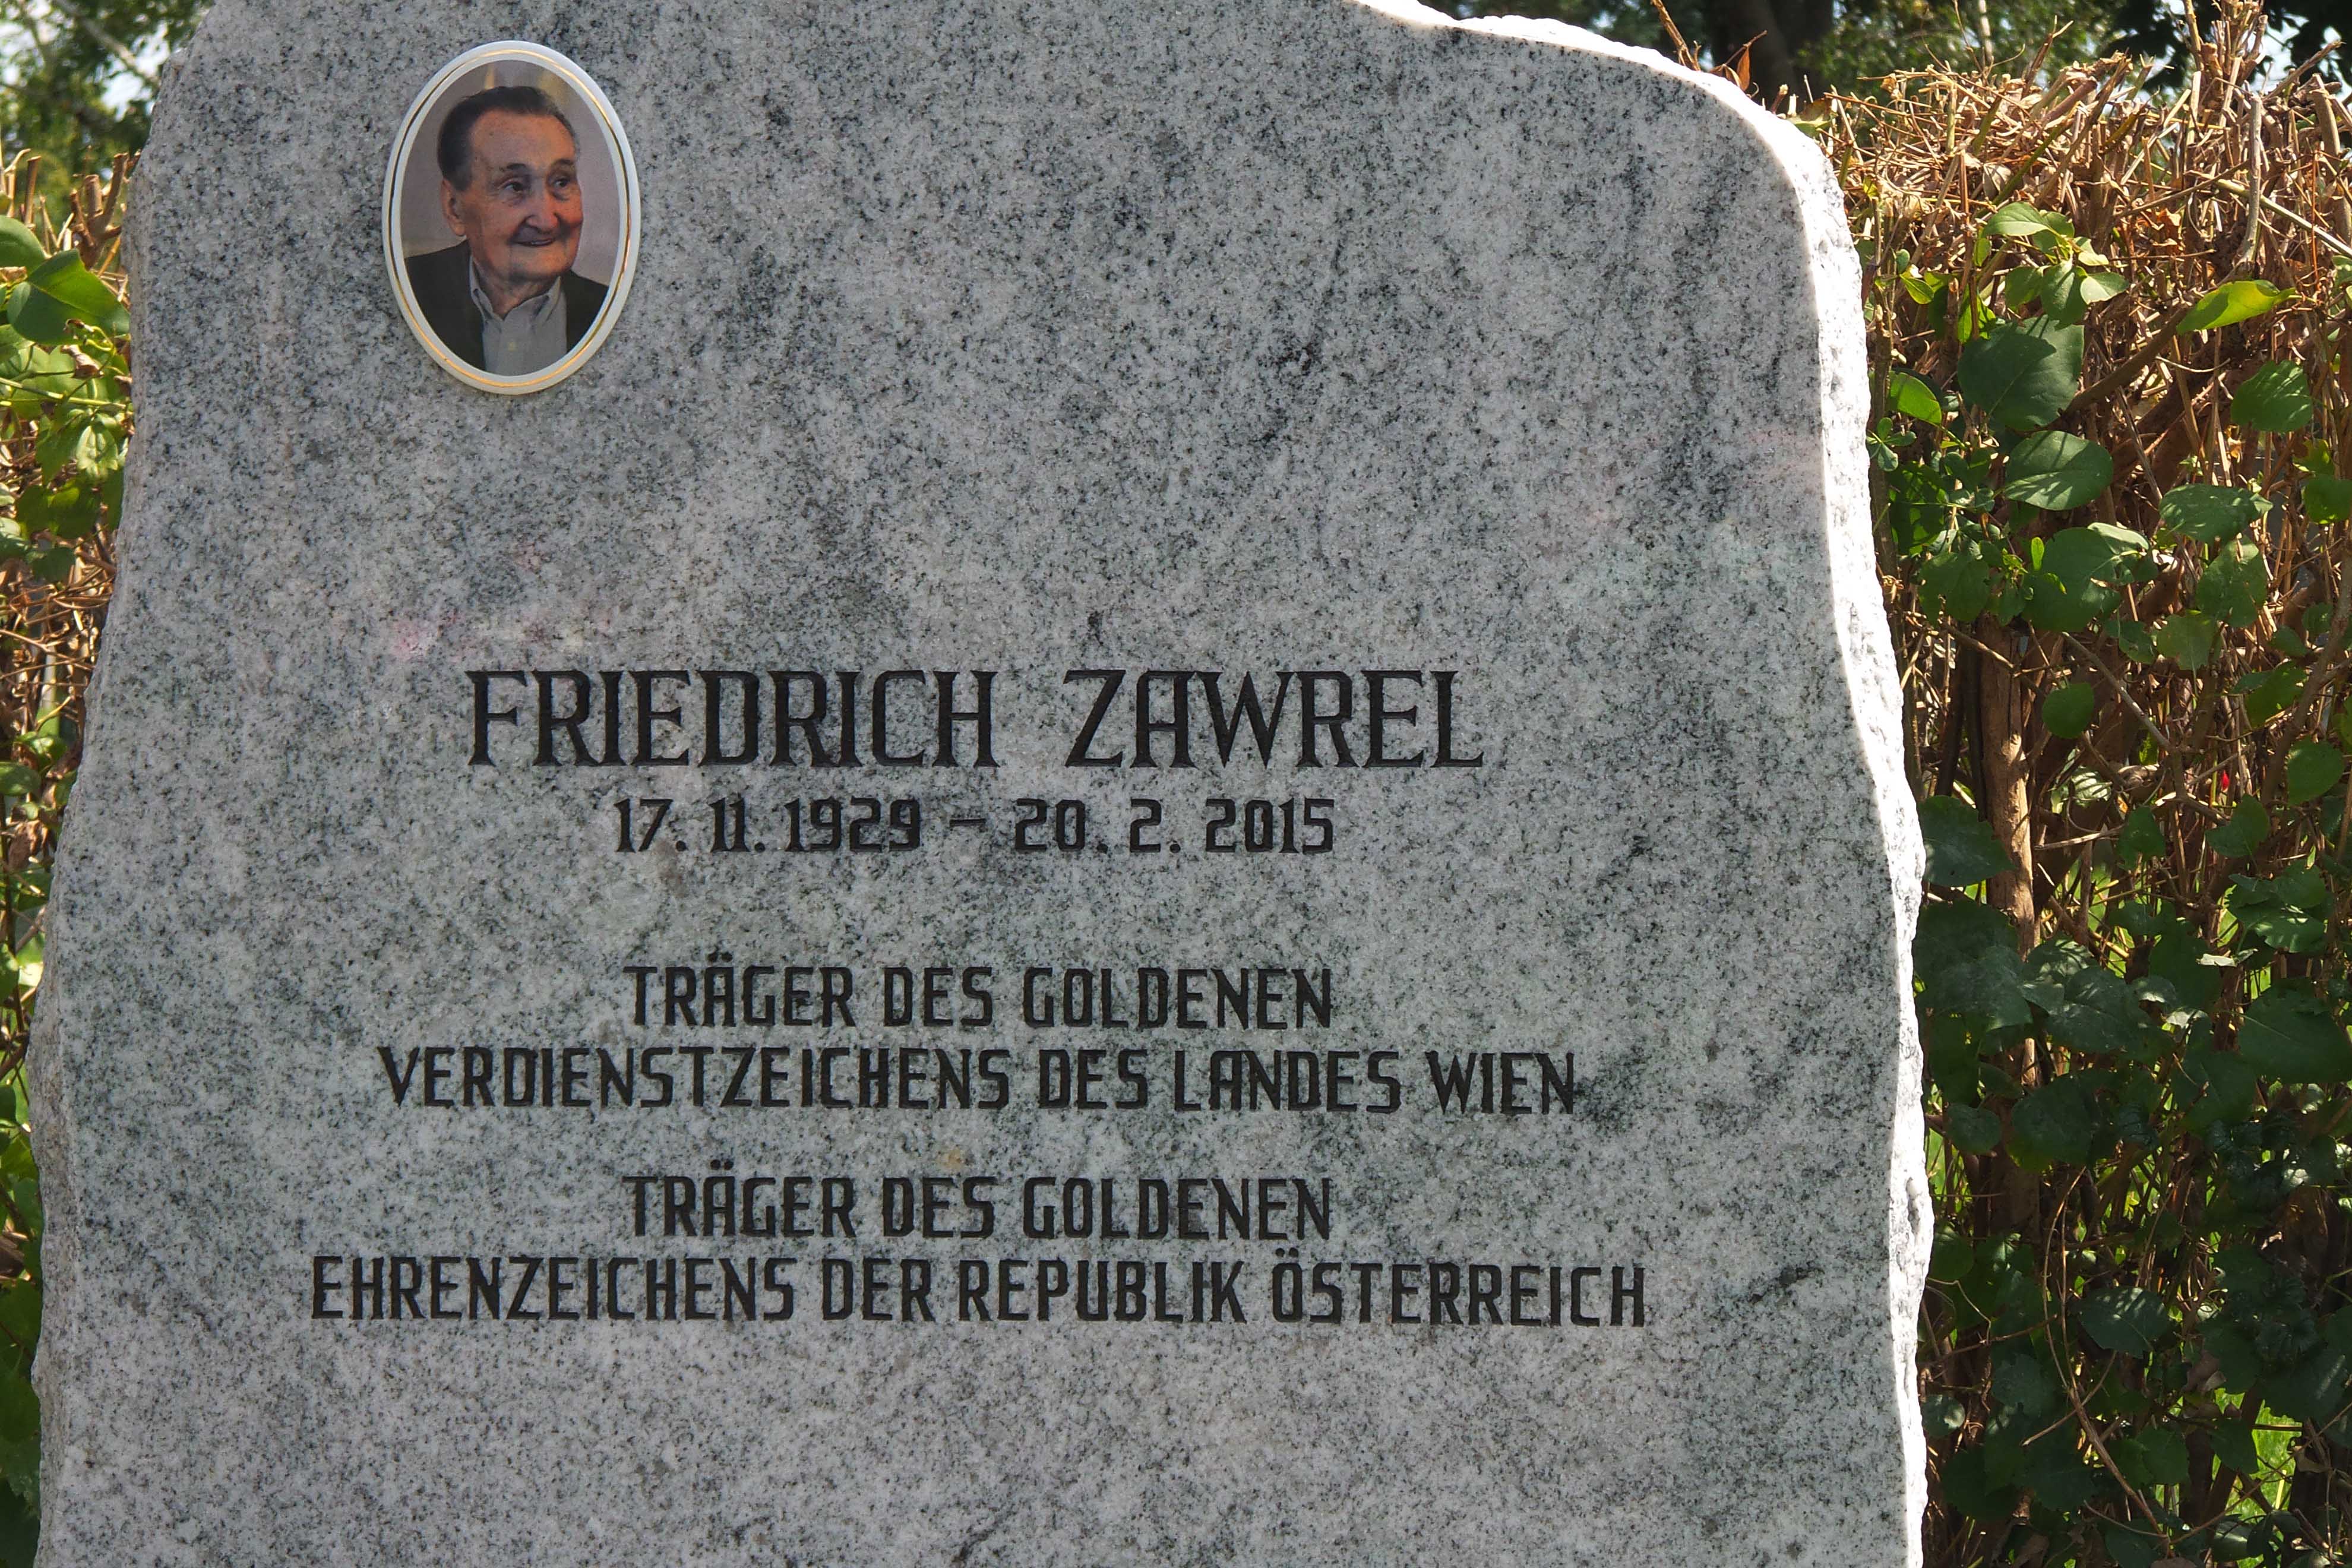 FRIEDRICH ZAWREL
17. 11. 1929 – 20. 2. 2015
TRÄGER DES GOLDENEN
VERDIENSTZEICHENS DES LANDES WIEN
TRÄGER DES GOLDENEN
EHRENZEICHENS DER REPUBLIK ÖSTERREICH